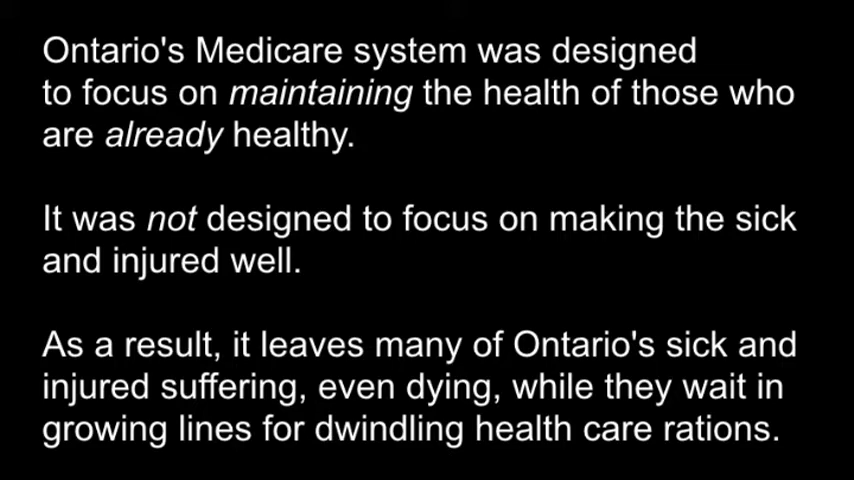 Ontario's Medicare system was designed
to focus on maintaining the health of those who
are already healthy.
It was not designed to focus on making the sick
and injured well.
As a result, it leaves many of Ontario's sick and
injured suffering, even dying, while they wait in
growing lines for dwindling health care rations.